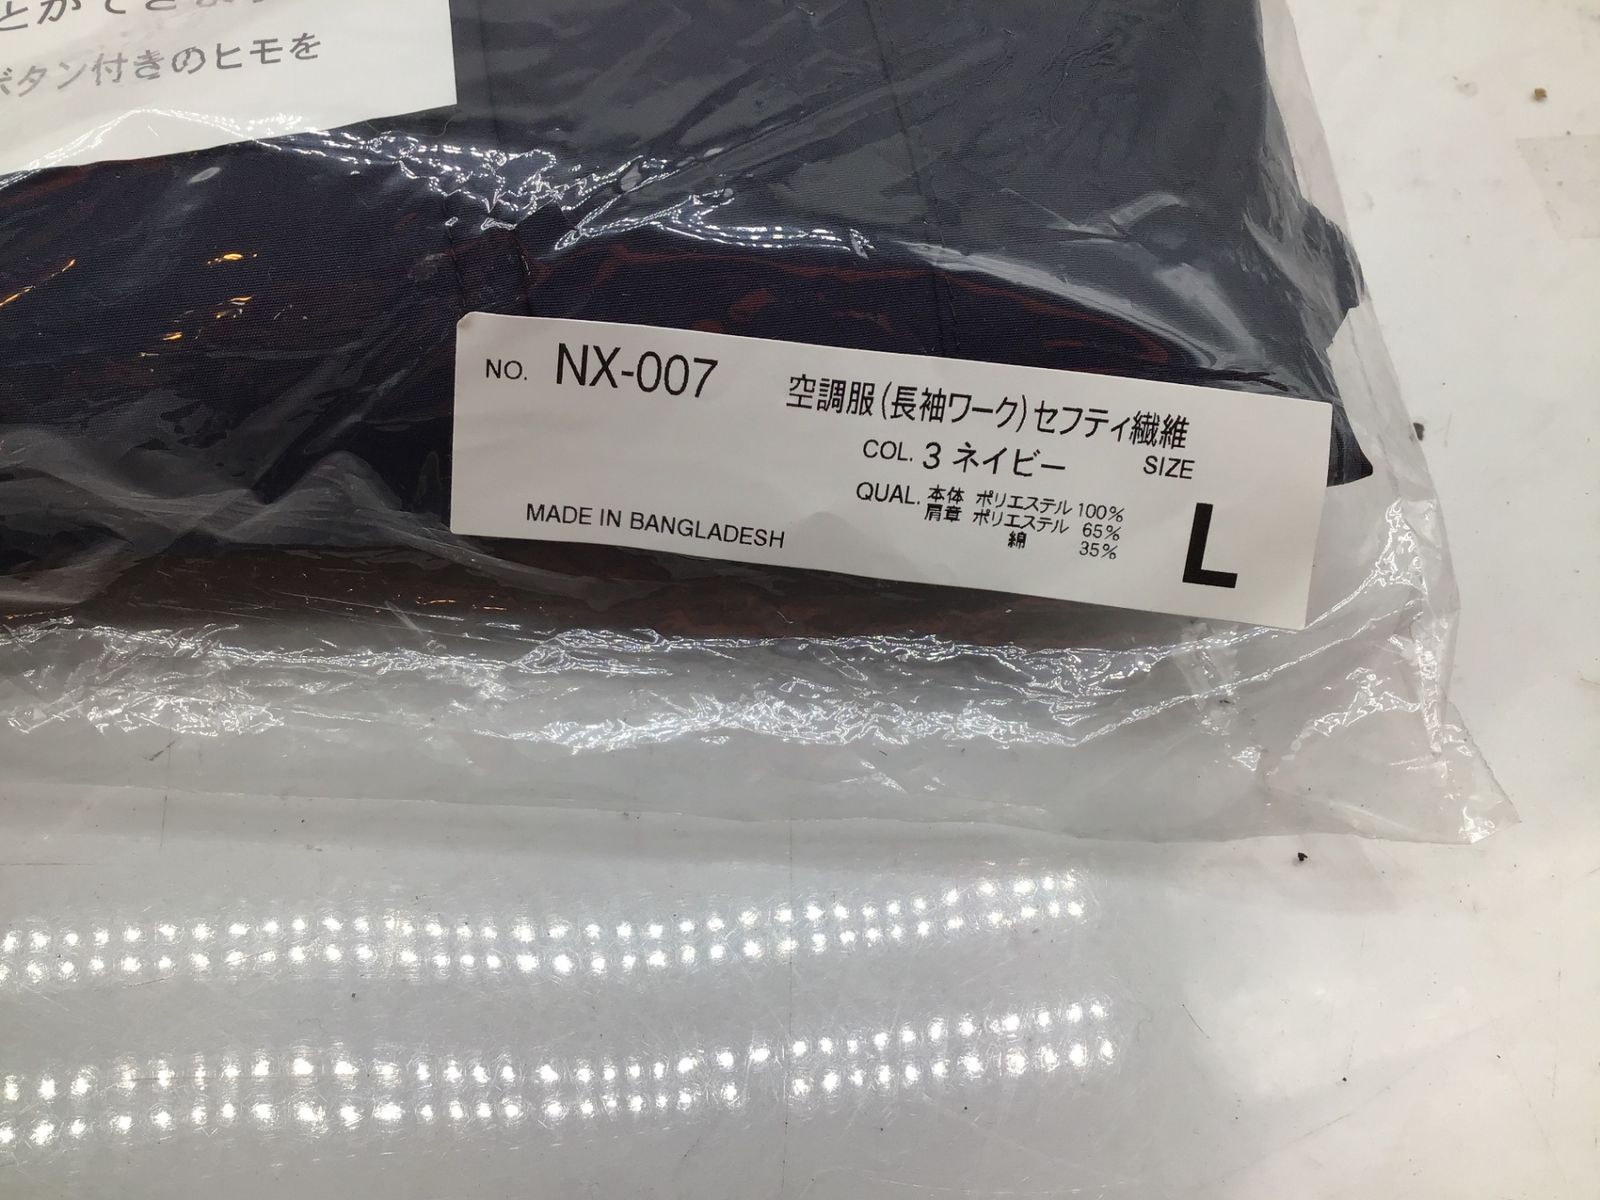 ボタン付きのヒモを
NO. NX-007 空調服(長袖ワーク)セフティ繊維
COL. 3 ネイビー SIZE
QUAL. 本体 ポリエステル 100%
肩章 ポリエステル 65%
綿 35%
L
MADE IN BANGLADESH